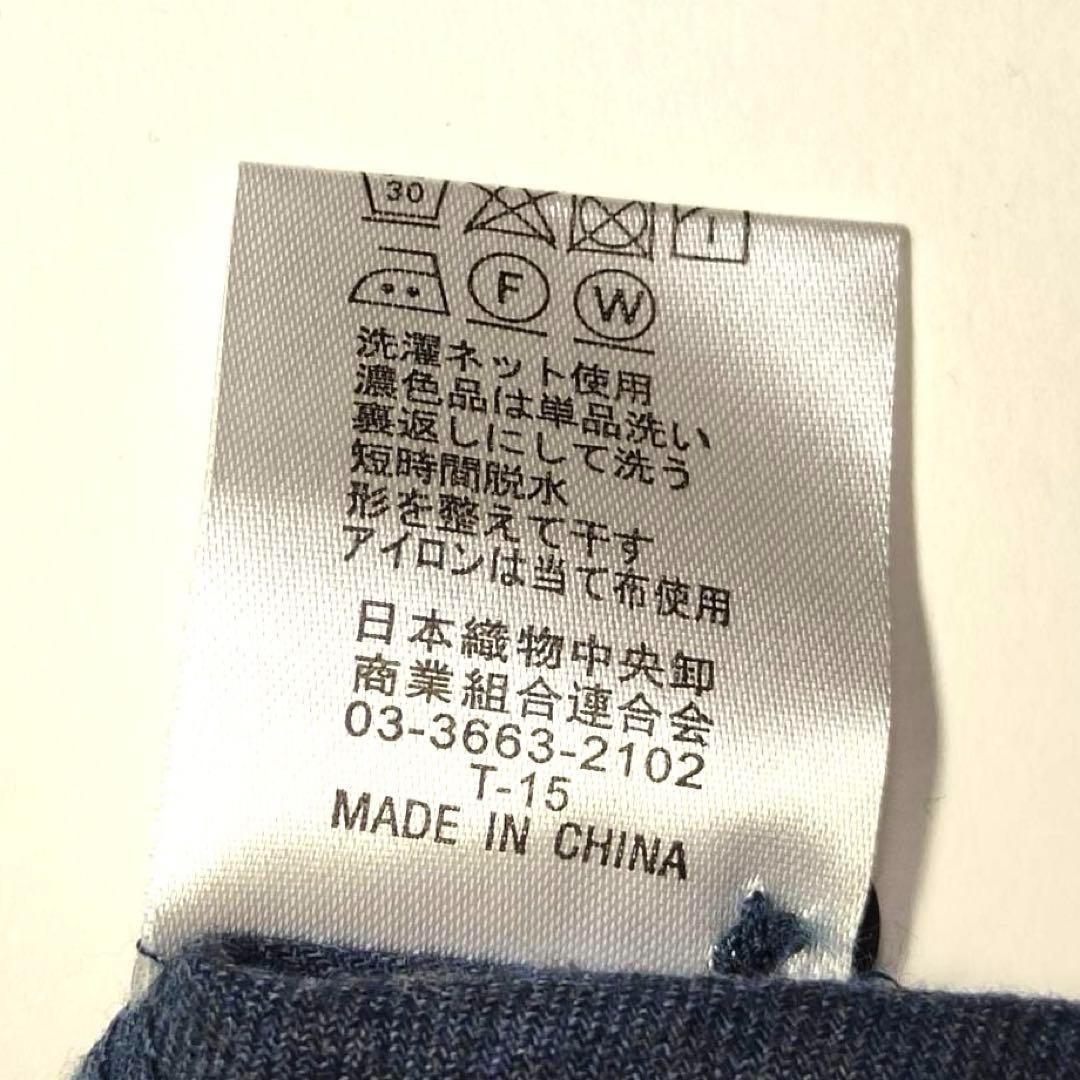 30
F W
洗濯ネット使用
濃色品は単品洗い
裏返しにして洗う
短時間脱水
形を整えて干す
アイロンは当て布使用
日本織物中央卸
商業組合連合会
03-3663-2102
T-15
MADE IN CHINA